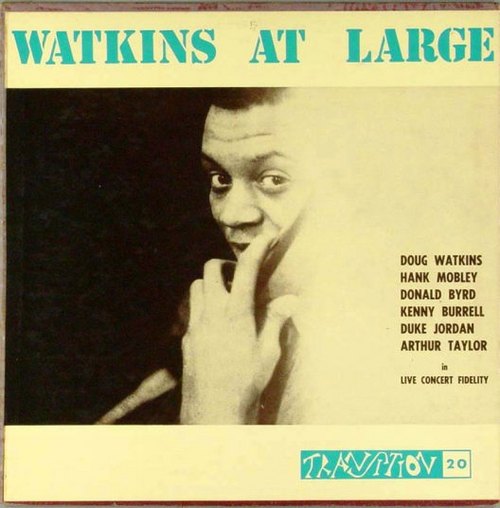 WATKINS AT LARGE
DOUG WATKINS
HANK MOBLEY
DONALD BYRD
KENNY BURRELL
DUKE JORDAN
ARTHUR TAYLOR
in
LIVE CONCERT FIDELITY
TRANSITION 20